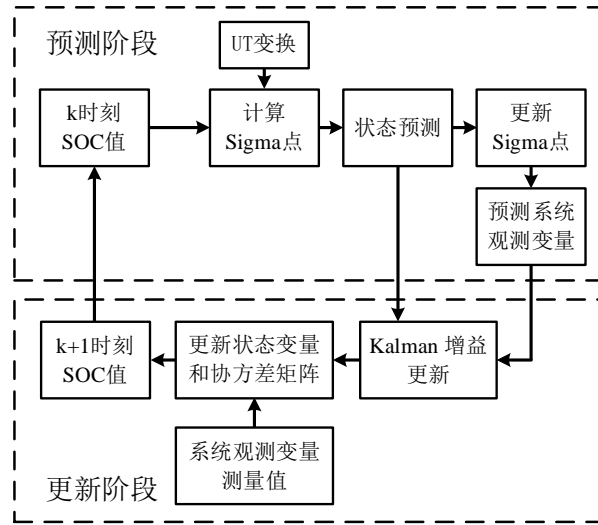 预测阶段
UT变换
k时刻
SOC值
计算
Sigma点
状态预测
更新
Sigma点
预测系统
观测变量
k+1时刻
SOC值
更新状态变量
和协方差矩阵
Kalman 增益
更新
系统观测变量
测量值
更新阶段